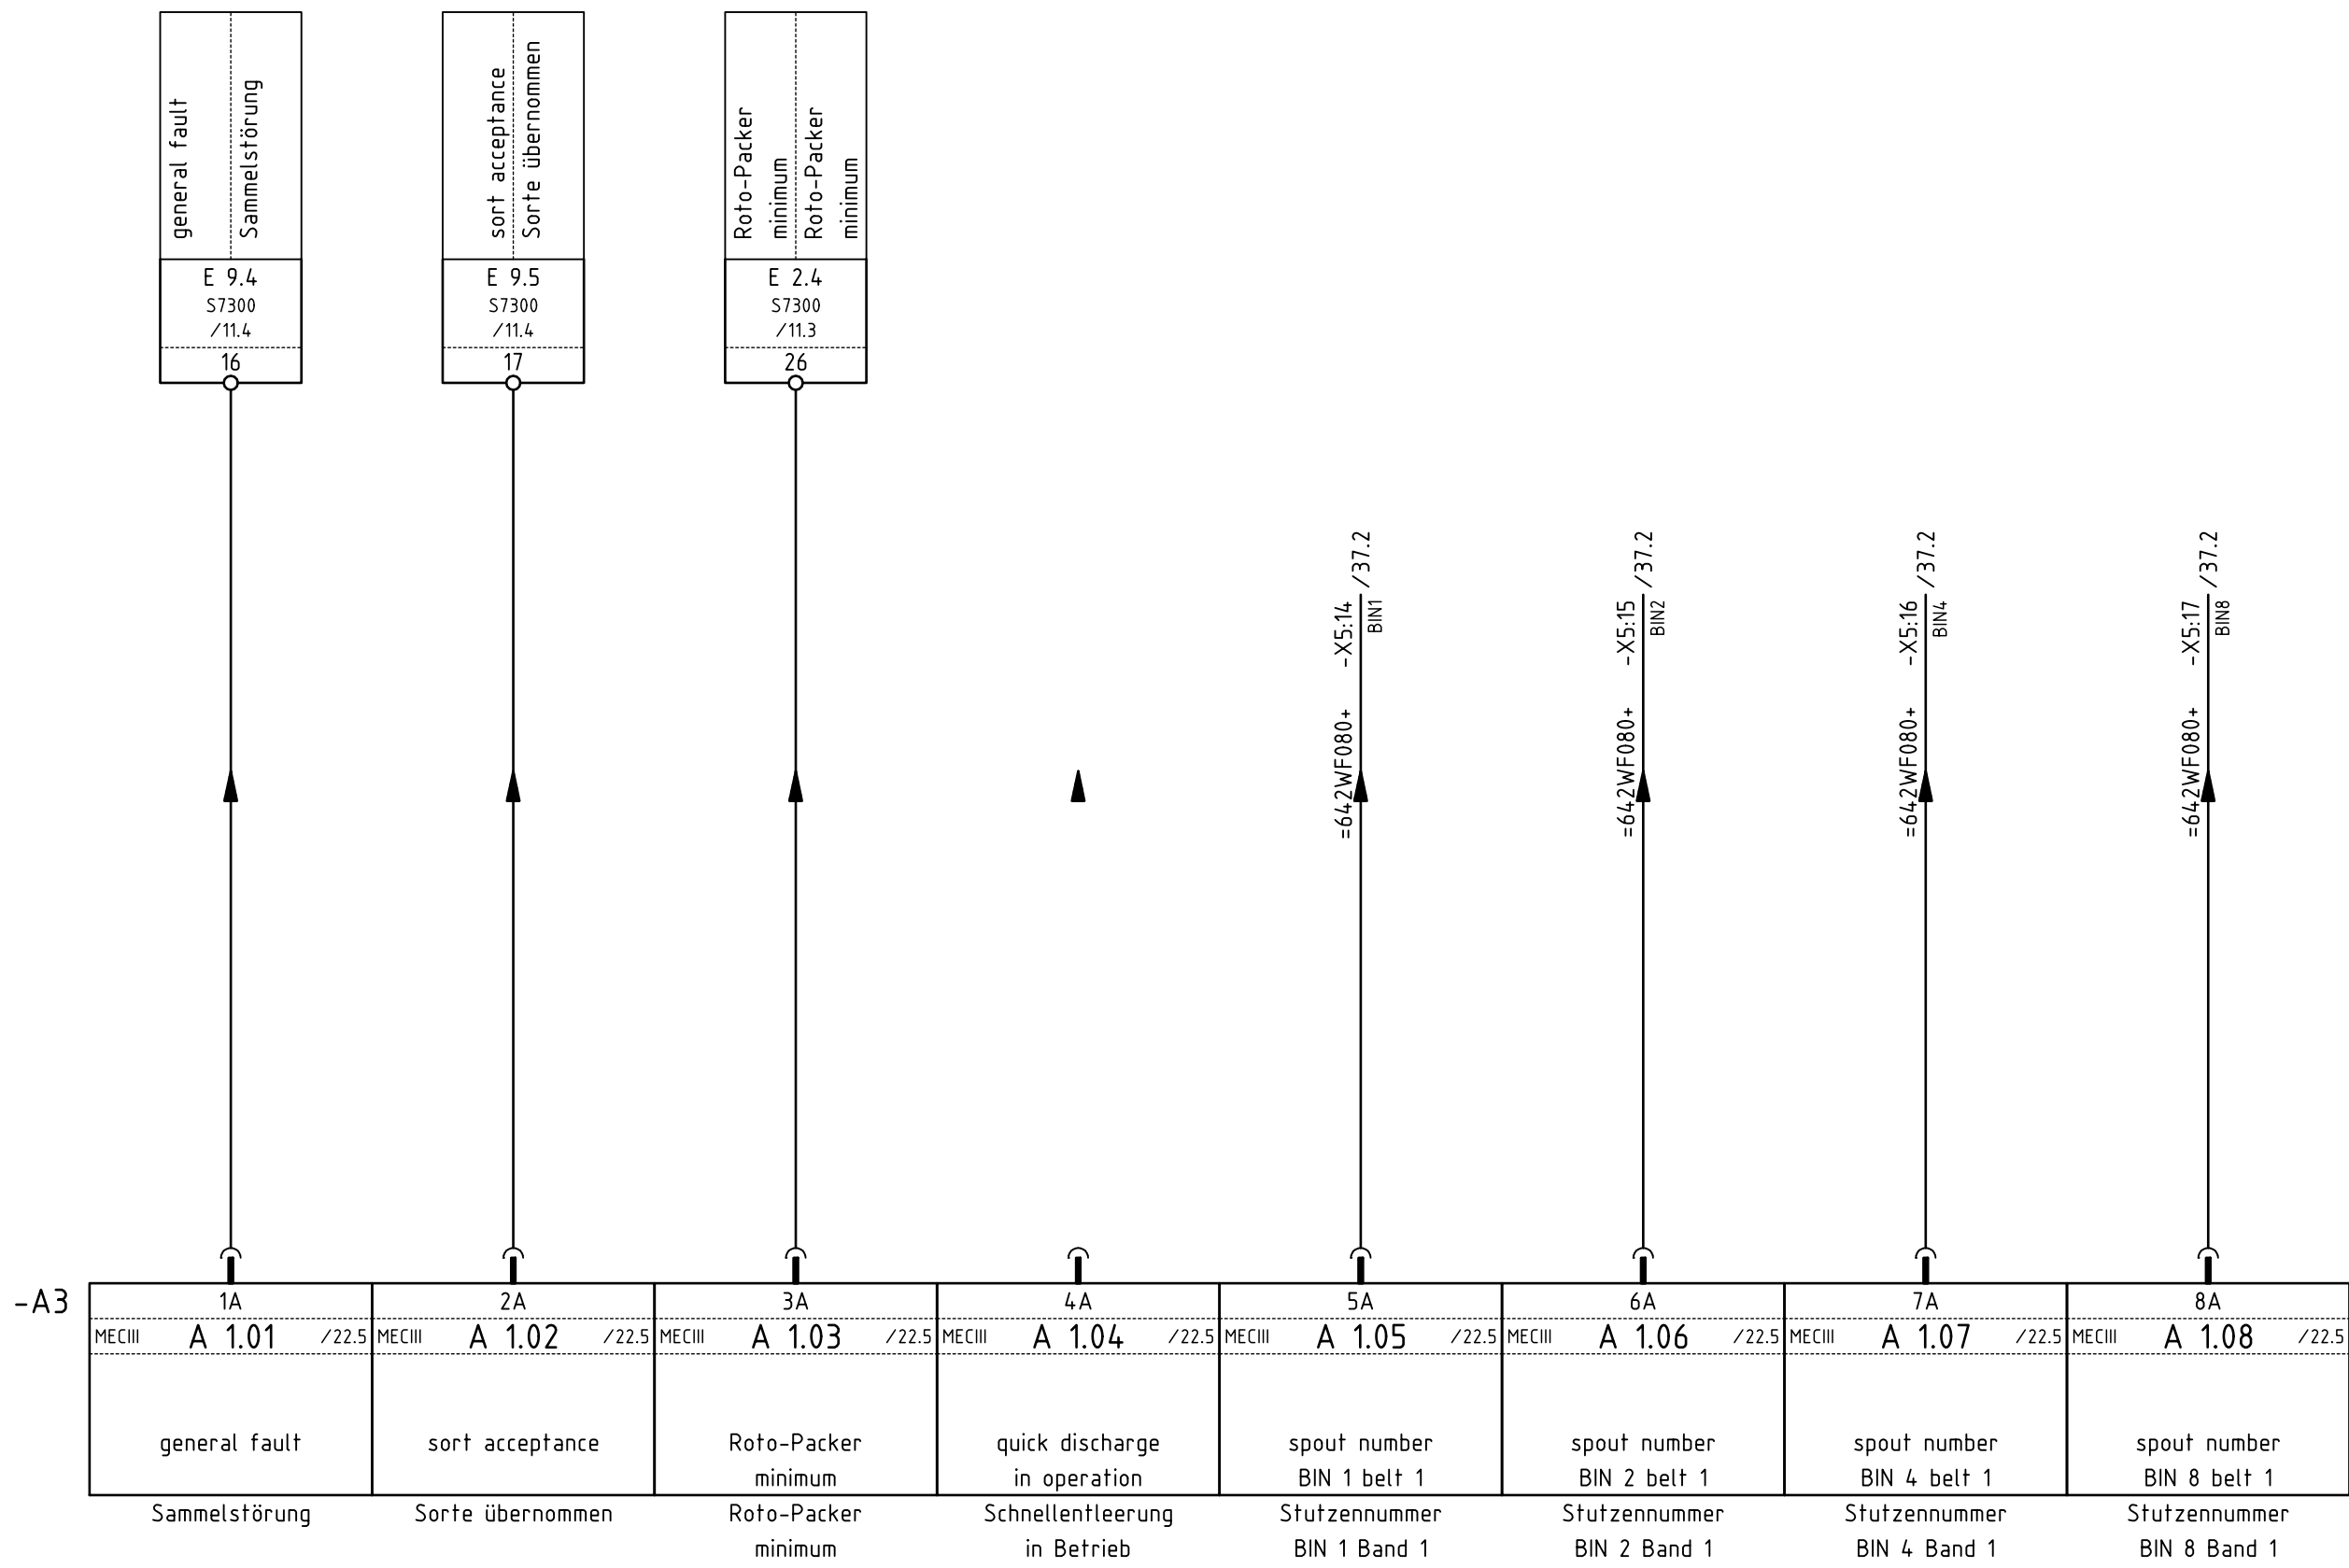 general fault
Sammelstörung
E 9.4
S7300
/11.4
16
sort acceptance
Sorte übernommen
E 9.5
S7300
/11.4
17
Roto-Packer
minimum
Roto-Packer
minimum
E 2.4
S7300
/11.3
26
=642WF080+ -X5:14 /37.2
BIN1
=642WF080+ -X5:15 /37.2
BIN2
=642WF080+ -X5:16 /37.2
BIN4
=642WF080+ -X5:17 /37.2
BIN8
-A3
1A
MECIII A 1.01 /22.5
general fault
Sammelstörung
2A
MECIII A 1.02 /22.5
sort acceptance
Sorte übernommen
3A
MECIII A 1.03 /22.5
Roto-Packer
minimum
Roto-Packer
minimum
4A
MECIII A 1.04 /22.5
quick discharge
in operation
Schnellentleerung
in Betrieb
5A
MECIII A 1.05 /22.5
spout number
BIN 1 belt 1
Stutzennummer
BIN 1 Band 1
6A
MECIII A 1.06 /22.5
spout number
BIN 2 belt 1
Stutzennummer
BIN 2 Band 1
7A
MECIII A 1.07 /22.5
spout number
BIN 4 belt 1
Stutzennummer
BIN 4 Band 1
8A
MECIII A 1.08 /22.5
spout number
BIN 8 belt 1
Stutzennummer
BIN 8 Band 1